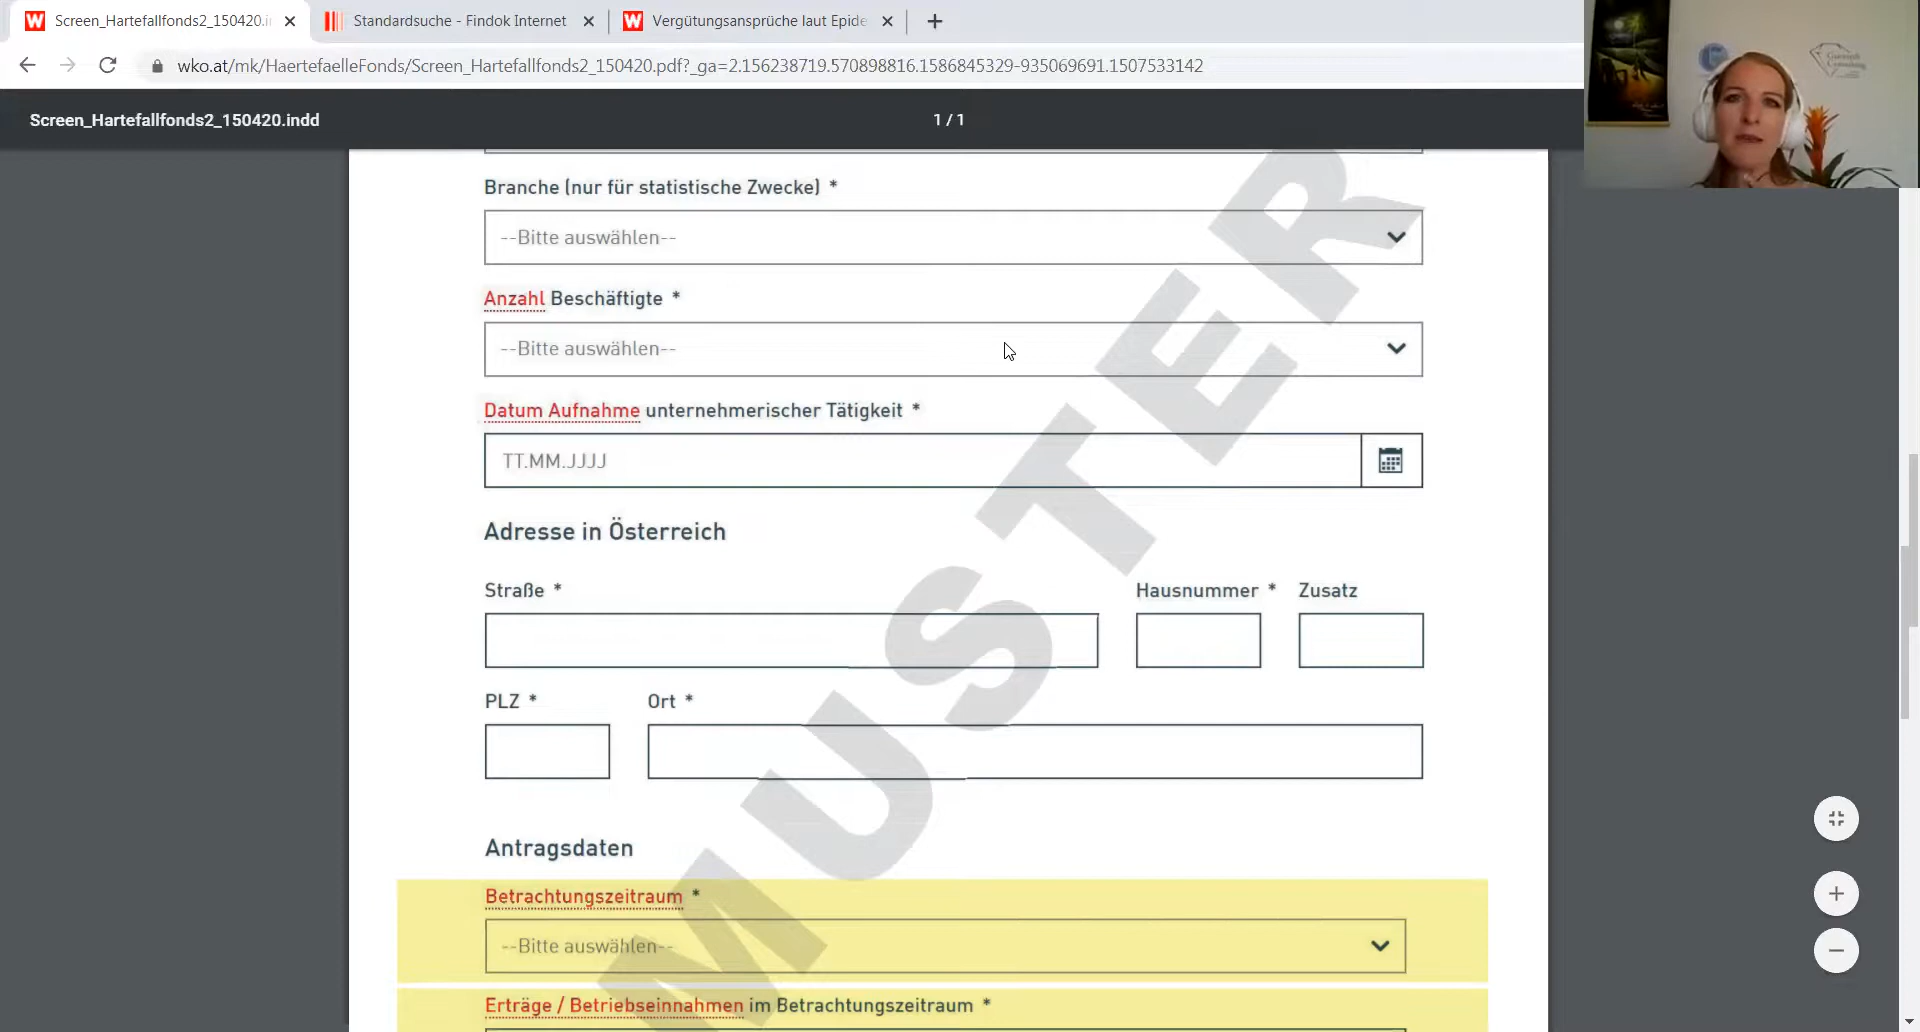 Screen_Hartefallfonds2_150420.i
Standardsuche - Findok Internet
Vergütungsansprüche laut Epide
wko.at/mk/HaertefaelleFonds/Screen_Hartefallfonds2_150420.pdf?_ga=2.156238719.570898816.1586845329-935069691.1507533142
Screen_Hartefallfonds2_150420.indd
1 / 1
Branche (nur für statistische Zwecke) *
--Bitte auswählen--
Anzahl Beschäftigte *
--Bitte auswählen--
Datum Aufnahme unternehmerischer Tätigkeit *
TT.MM.JJJJ
Adresse in Österreich
Straße * Hausnummer * Zusatz
PLZ * Ort *
Antragsdaten
Betrachtungszeitraum *
--Bitte auswählen--
Erträge / Betriebseinnahmen im Betrachtungszeitraum *
MUSTER